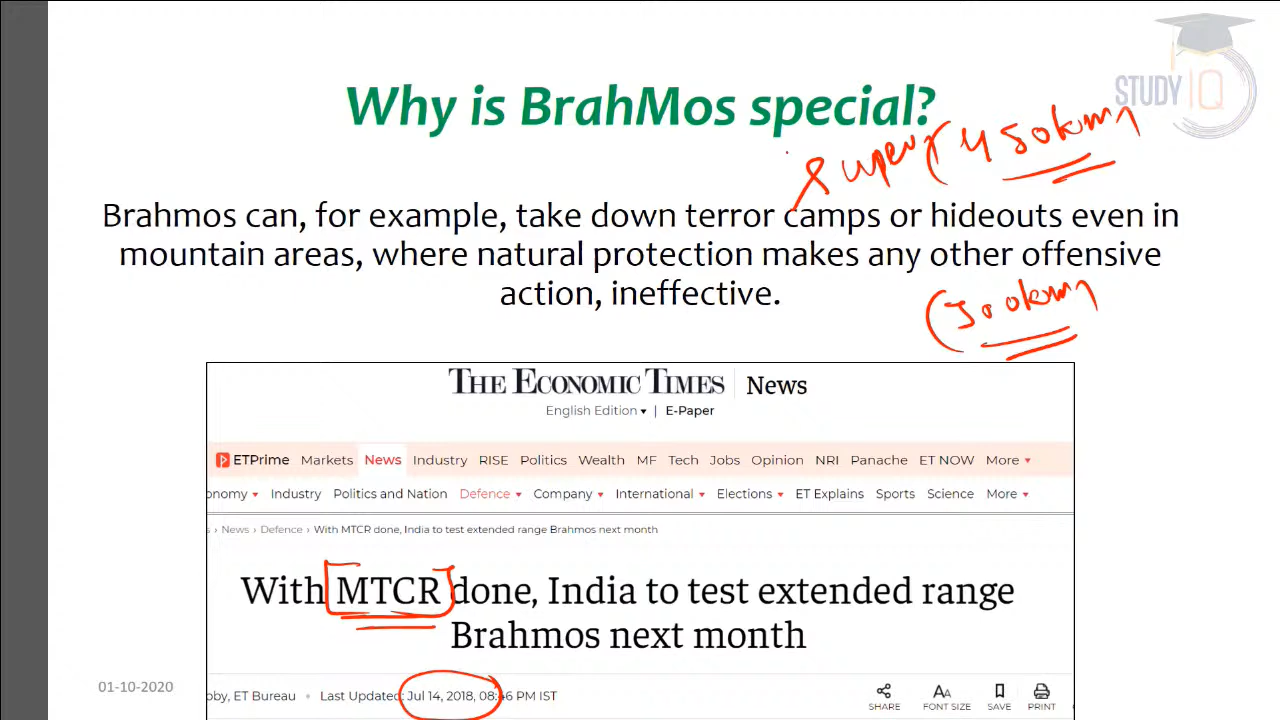 STUDY IQ
Why is BrahMos special?
super (450km)
Brahmos can, for example, take down terror camps or hideouts even in
mountain areas, where natural protection makes any other offensive
action, ineffective.
THE ECONOMIC TIMES | News
English Edition ▾ | E-Paper
ETPrime Markets News Industry RISE Politics Wealth MF Tech Jobs Opinion NRI Panache ET NOW More ▾
onomy ▾ Industry Politics and Nation Defence ▾ Company ▾ International ▾ Elections ▾ ET Explains Sports Science More ▾
s › News › Defence › With MTCR done, India to test extended range Brahmos next month
With MTCR done, India to test extended range
Brahmos next month
01-10-2020
oby, ET Bureau • Last Updated: Jul 14, 2018, 08:46 PM IST
SHARE FONT SIZE SAVE PRINT